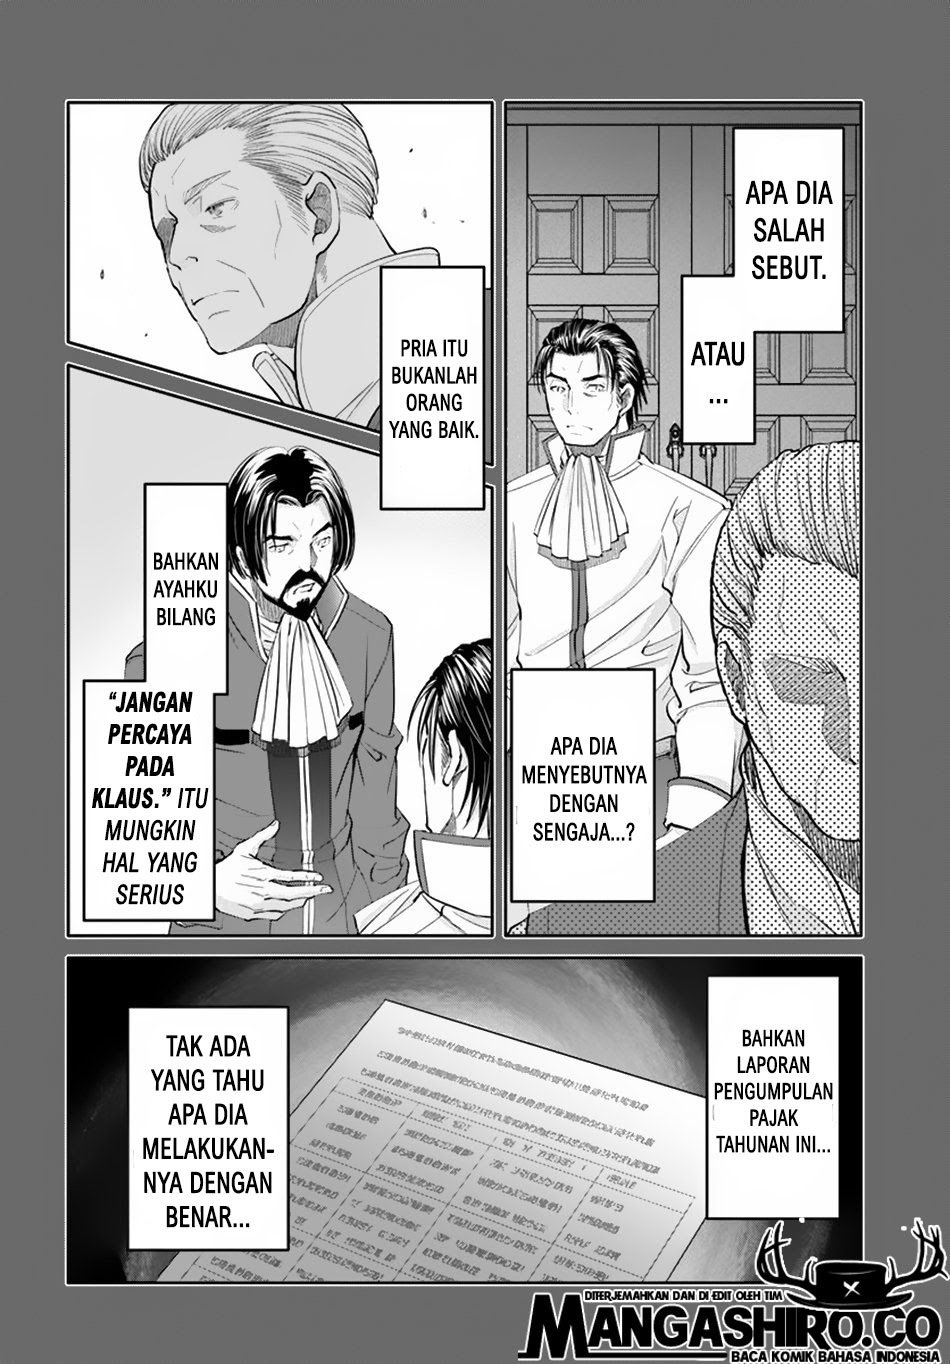 APA DIA
SALAH
SEBUT.
ATAU
...
APA DIA
MENYEBUTNYA
DENGAN
SENGAJA...?
PRIA ITU
BUKANLAH
ORANG
YANG BAIK.
BAHKAN
AYAHKU
BILANG
“JANGAN
PERCAYA
PADA
KLAUS.” ITU
MUNGKIN
HAL YANG
SERIUS
BAHKAN
LAPORAN
PENGUMPULAN
PAJAK
TAHUNAN INI...
TAK ADA
YANG TAHU
APA DIA
MELAKUKAN-
NYA DENGAN
BENAR...
DITERJEMAHKAN DAN DI EDIT OLEH TIM
MANGASHIRO.CO
BACA KOMIK BAHASA INDONESIA